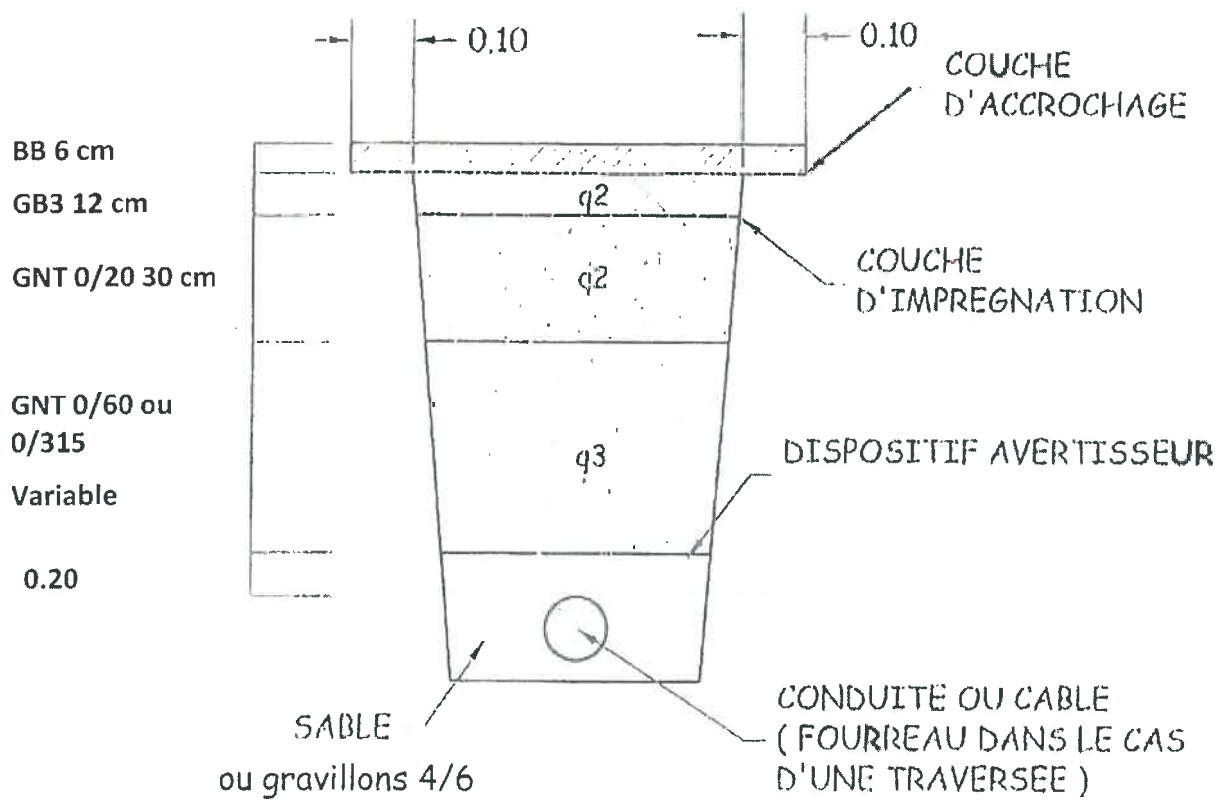 0.10
0.10
COUCHE
D'ACCROCHAGE
BB 6 cm
GB3 12 cm
q2
GNT 0/20 30 cm
q2
COUCHE
D'IMPREGNATION
GNT 0/60 ou
0/315
Variable
q3
DISPOSITIF AVERTISSEUR
0.20
SABLE
ou gravillons 4/6
CONDUITE OU CABLE
( FOURREAU DANS LE CAS
D'UNE TRAVERSEE )